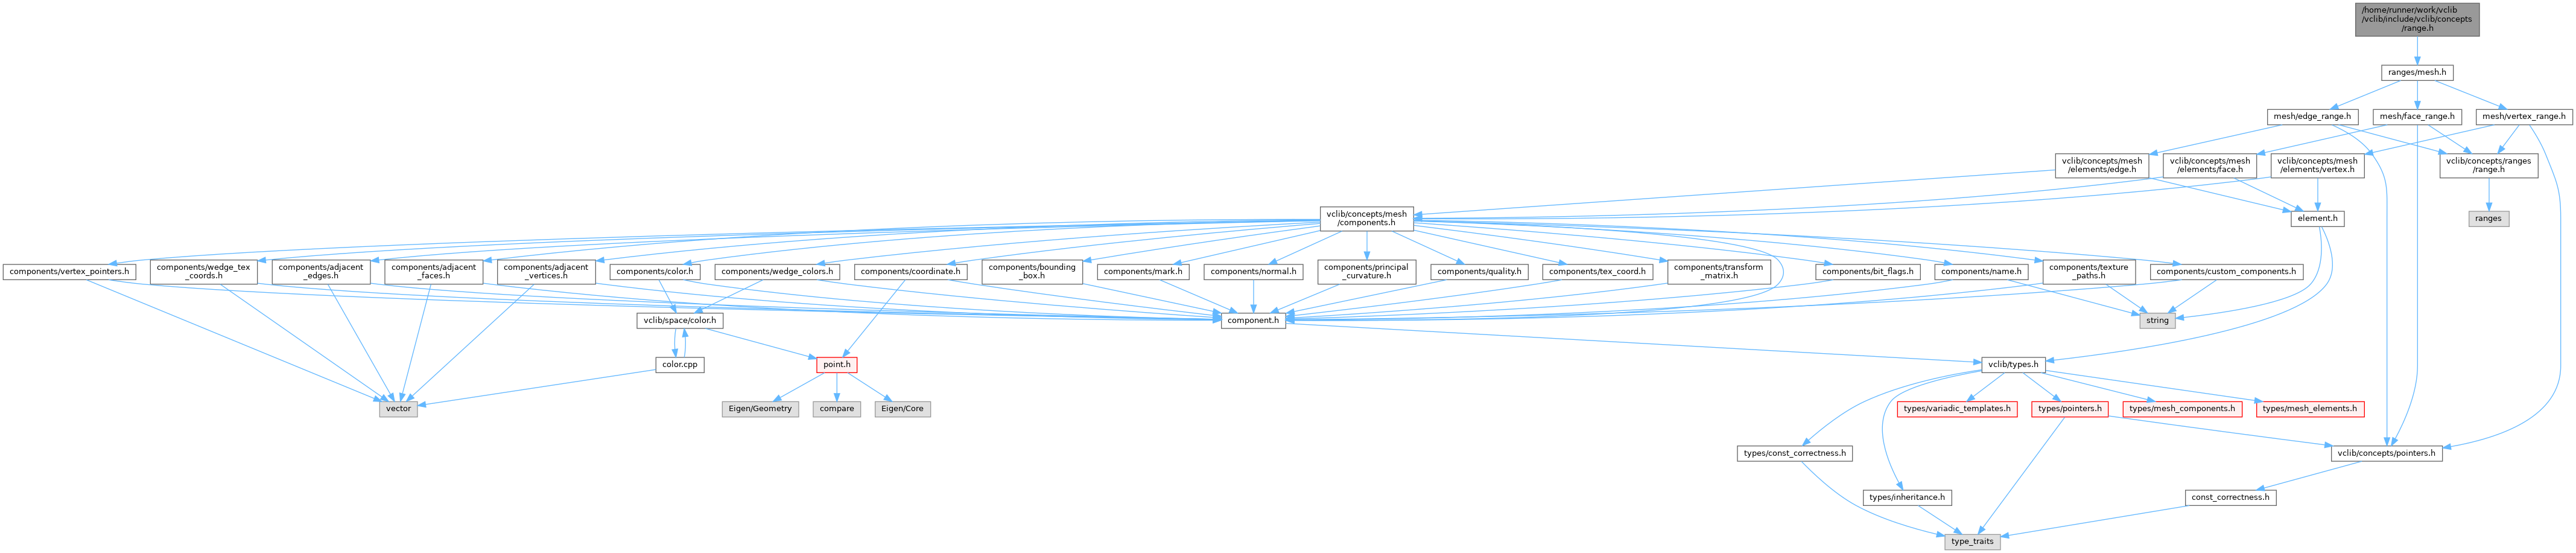 /home/runner/work/vclib
/vclib/include/vclib/concepts
/range.h
ranges/mesh.h
mesh/edge_range.h
mesh/face_range.h
mesh/vertex_range.h
vclib/concepts/mesh
/elements/edge.h
vclib/concepts/mesh
/elements/face.h
vclib/concepts/mesh
/elements/vertex.h
vclib/concepts/ranges
/range.h
vclib/concepts/mesh
/components.h
element.h
ranges
components/vertex_pointers.h
components/wedge_tex
_coords.h
components/adjacent
_edges.h
components/adjacent
_faces.h
components/adjacent
_vertices.h
components/color.h
components/wedge_colors.h
components/coordinate.h
components/bounding
_box.h
components/mark.h
components/normal.h
components/principal
_curvature.h
components/quality.h
components/tex_coord.h
components/transform
_matrix.h
components/bit_flags.h
components/name.h
components/texture
_paths.h
components/custom_components.h
vclib/space/color.h
component.h
string
color.cpp
point.h
vclib/types.h
vector
Eigen/Geometry
compare
Eigen/Core
types/variadic_templates.h
types/pointers.h
types/mesh_components.h
types/mesh_elements.h
types/const_correctness.h
vclib/concepts/pointers.h
types/inheritance.h
const_correctness.h
type_traits